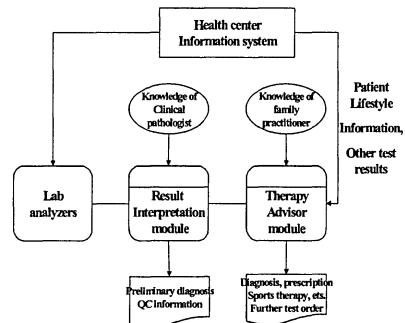 Health center
Information system
Patient
Lifestyle
Information,
Other test
results
Knowledge of
Clinical
pathologist
Knowledge of
family
practitioner
Lab
analyzers
Result
Interpretation
module
Therapy
Advisor
module
Preliminary diagnosis
QC information
Diagnosis, prescription
Sports therapy, ets.
Further test order